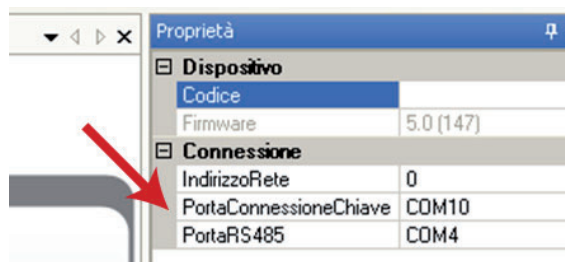 Proprietà
Dispositivo
Codice
Firmware 5.0 (147)
Connessione
IndirizzoRete 0
PortaConnessioneChiave COM10
PortaRS485 COM4